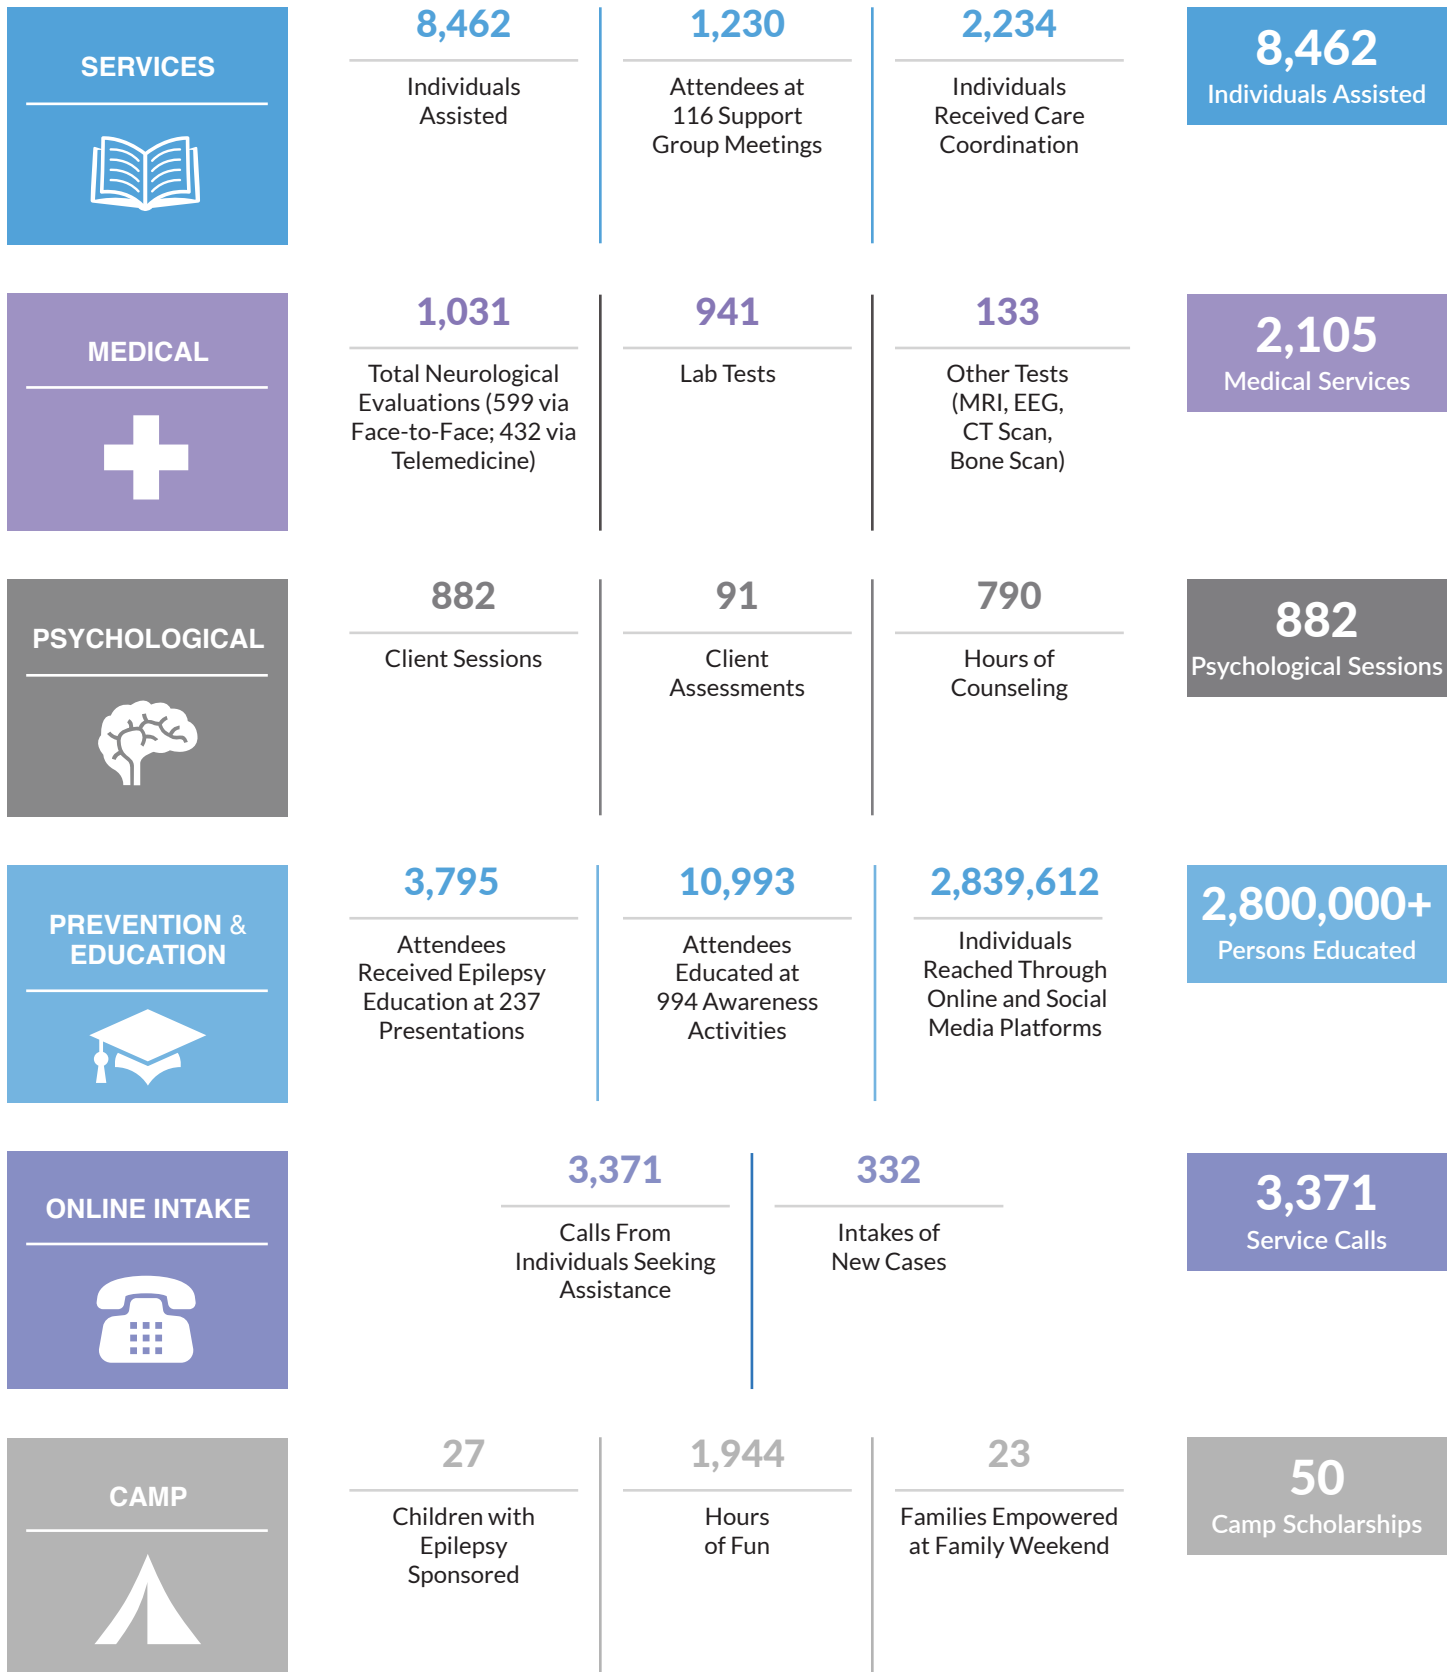 SERVICES
8,462
Individuals
Assisted
1,230
Attendees at
116 Support
Group Meetings
2,234
Individuals
Received Care
Coordination
8,462
Individuals Assisted
MEDICAL
1,031
Total Neurological
Evaluations (599 via
Face-to-Face; 432 via
Telemedicine)
941
Lab Tests
133
Other Tests
(MRI, EEG,
CT Scan,
Bone Scan)
2,105
Medical Services
PSYCHOLOGICAL
882
Client Sessions
91
Client
Assessments
790
Hours of
Counseling
882
Psychological Sessions
PREVENTION &
EDUCATION
3,795
Attendees
Received Epilepsy
Education at 237
Presentations
10,993
Attendees
Educated at
994 Awareness
Activities
2,839,612
Individuals
Reached Through
Online and Social
Media Platforms
2,800,000+
Persons Educated
ONLINE INTAKE
3,371
Calls From
Individuals Seeking
Assistance
332
Intakes of
New Cases
3,371
Service Calls
CAMP
27
Children with
Epilepsy
Sponsored
1,944
Hours
of Fun
23
Families Empowered
at Family Weekend
50
Camp Scholarships